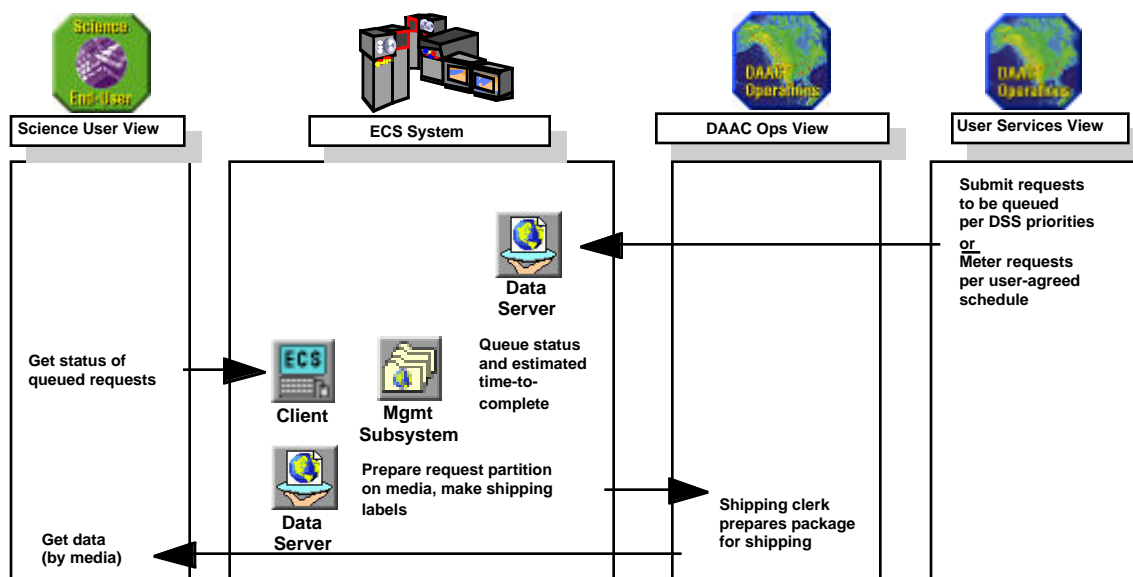 Science
End-User
DAAC
Operations
DAAC
Operations
Science User View
ECS System
DAAC Ops View
User Services View
Submit requests
to be queued
per DSS priorities
or
Meter requests
per user-agreed
schedule
Data
Server
Get status of
queued requests
ECS
Client
Mgmt
Subsystem
Queue status
and estimated
time-to-
complete
Data
Server
Prepare request partition
on media, make shipping
labels
Shipping clerk
prepares package
for shipping
Get data
(by media)